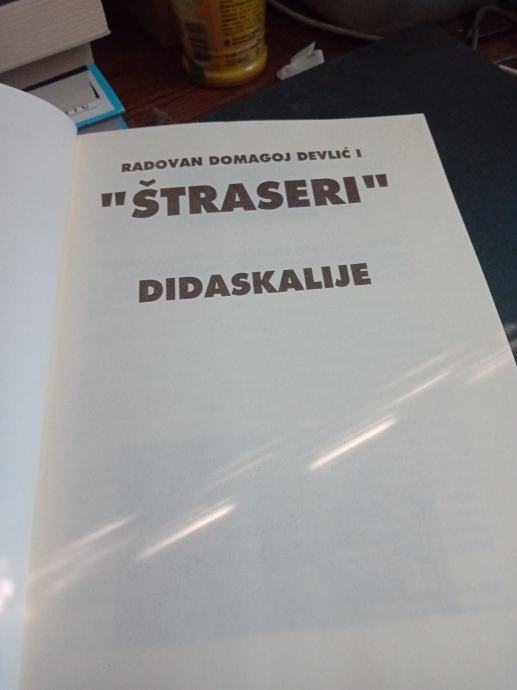 RADOVAN DOMAGOJ DEVLIĆ I
"ŠTRASERI"
DIDASKALIJE